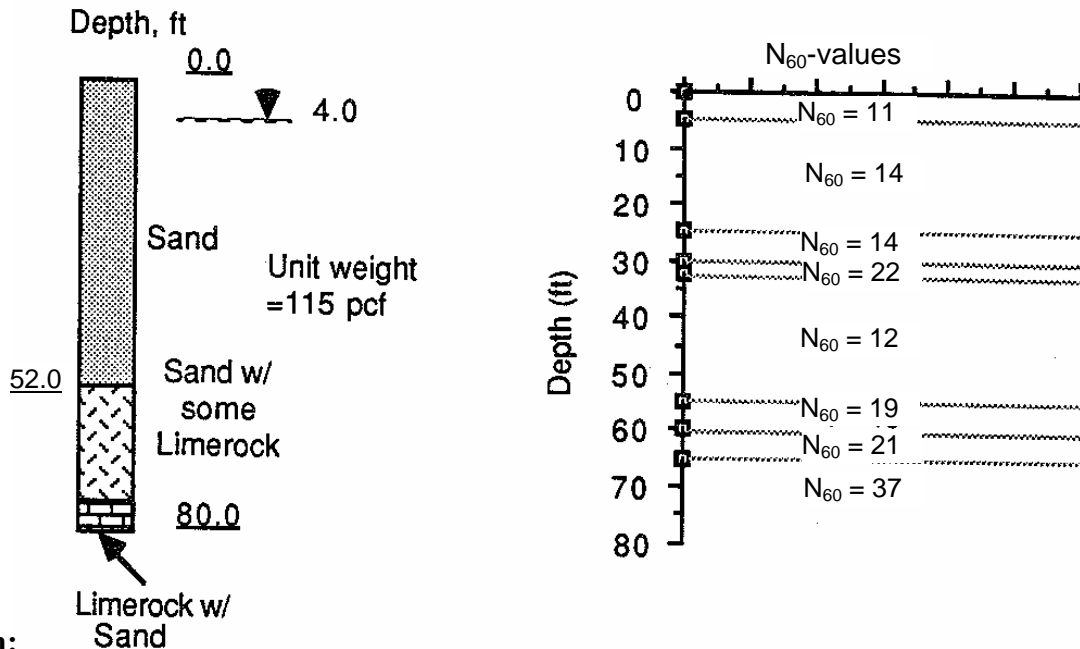 Depth, ft
0.0
4.0
Sand
Unit weight
=115 pcf
52.0
Sand w/
some
Limerock
80.0
Limerock w/
Sand
N60-values
Depth (ft)
0
10
20
30
40
50
60
70
80
N60 = 11
N60 = 14
N60 = 14
N60 = 22
N60 = 12
N60 = 19
N60 = 21
N60 = 37